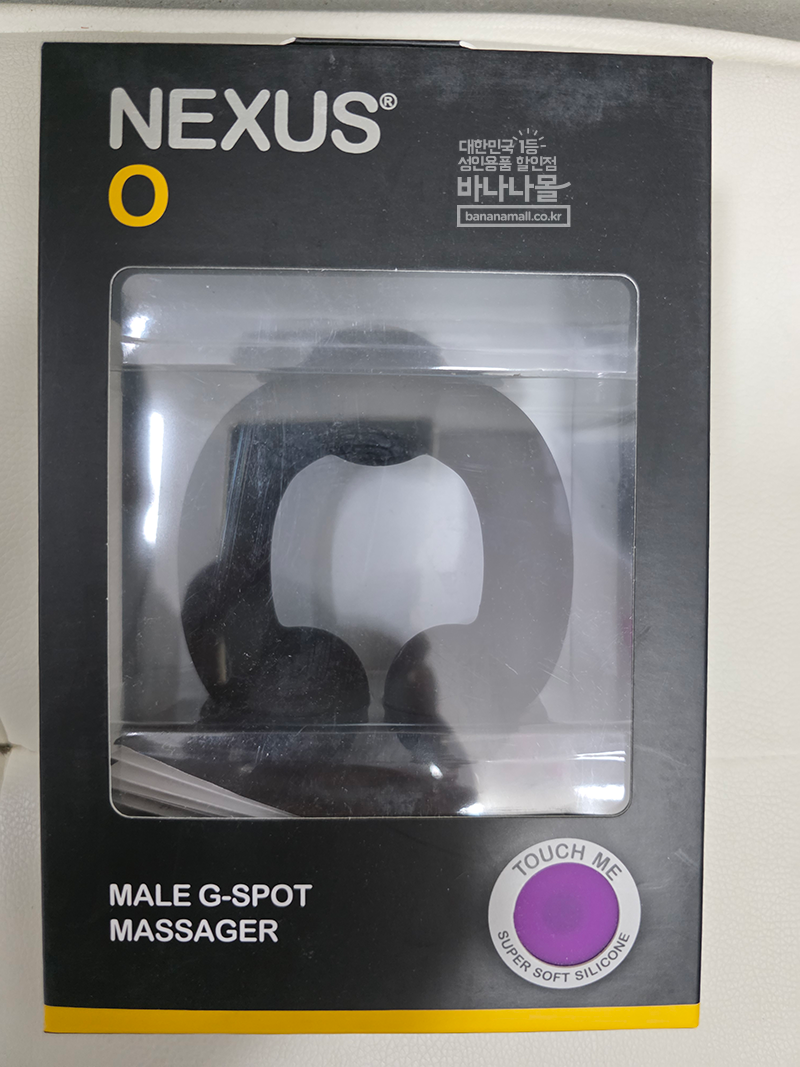 NEXUS®
O
대한민국 1등
성인용품 할인점
바나나몰
bananamall.co.kr
MALE G-SPOT
MASSAGER
TOUCH ME
SUPER SOFT SILICONE